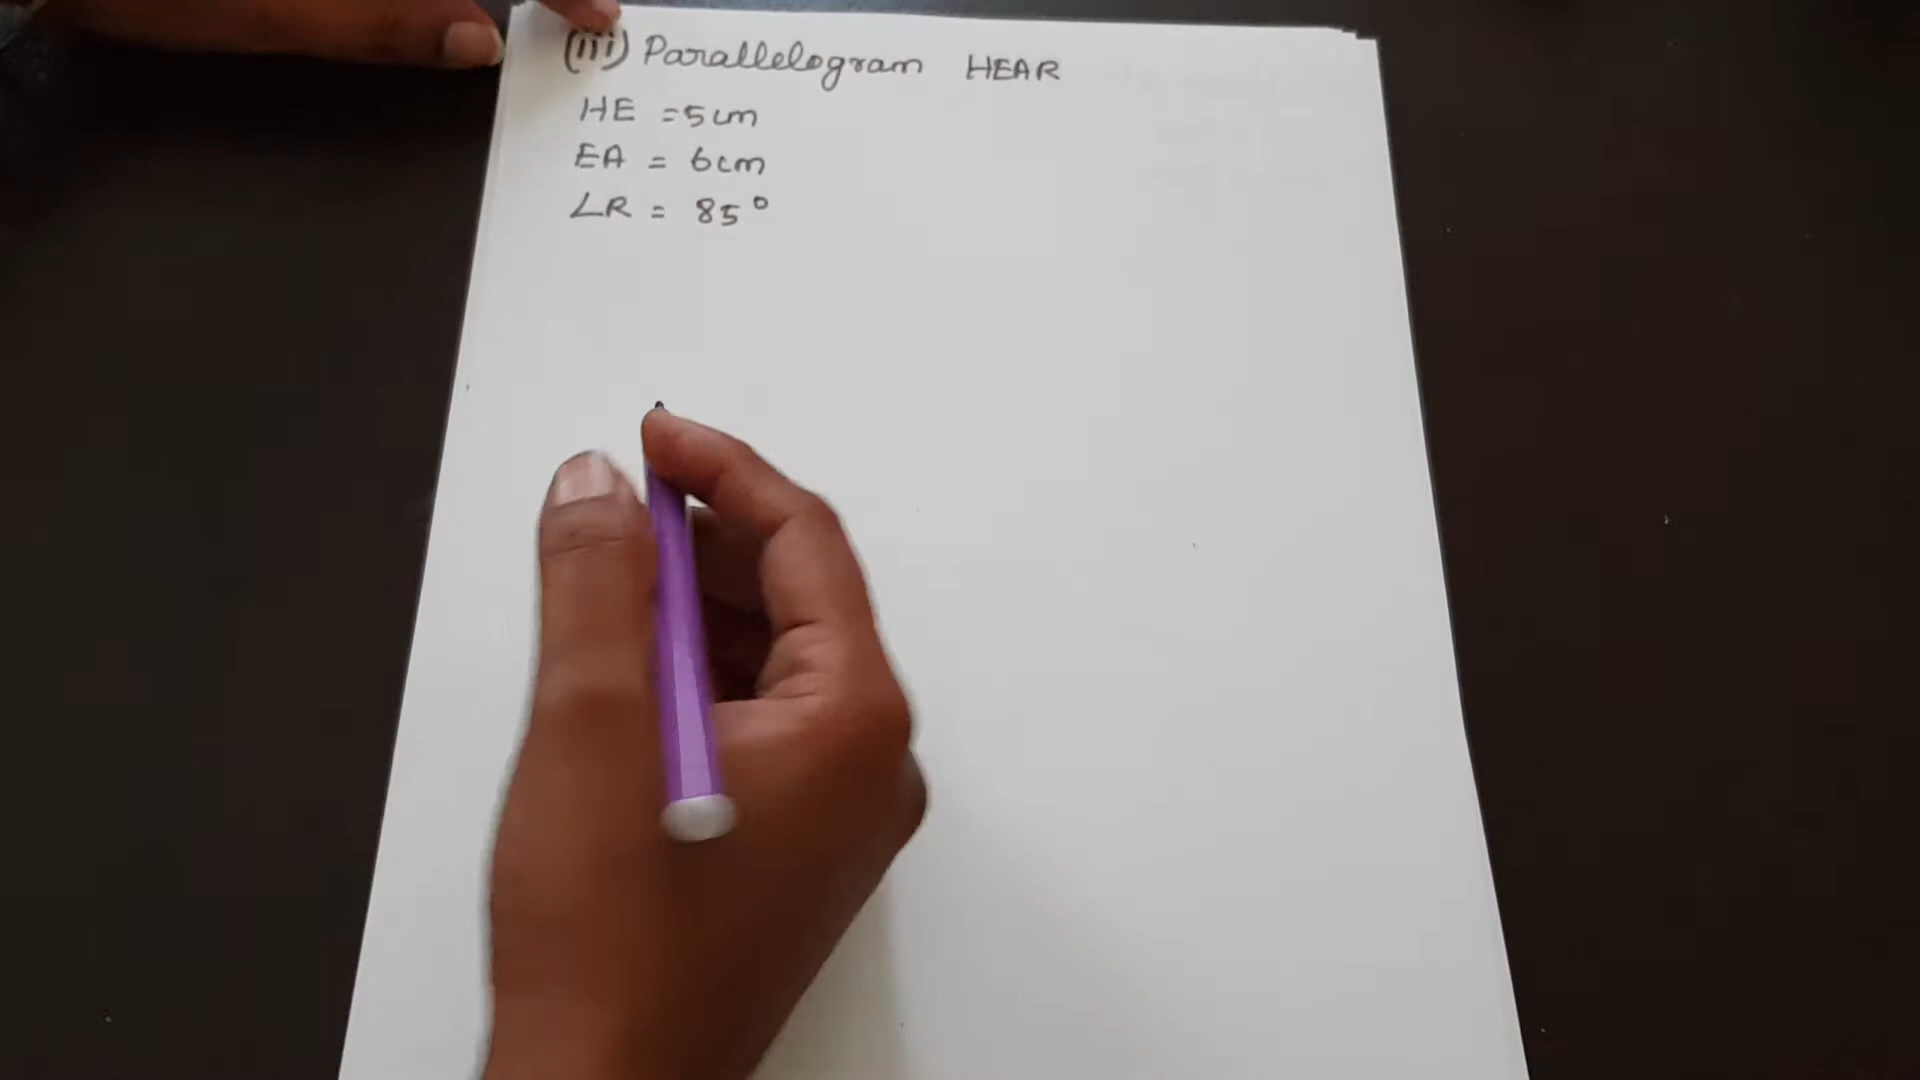 (iii) Parallelogram HEAR
HE = 5cm
EA = 6cm
∠R = 85°